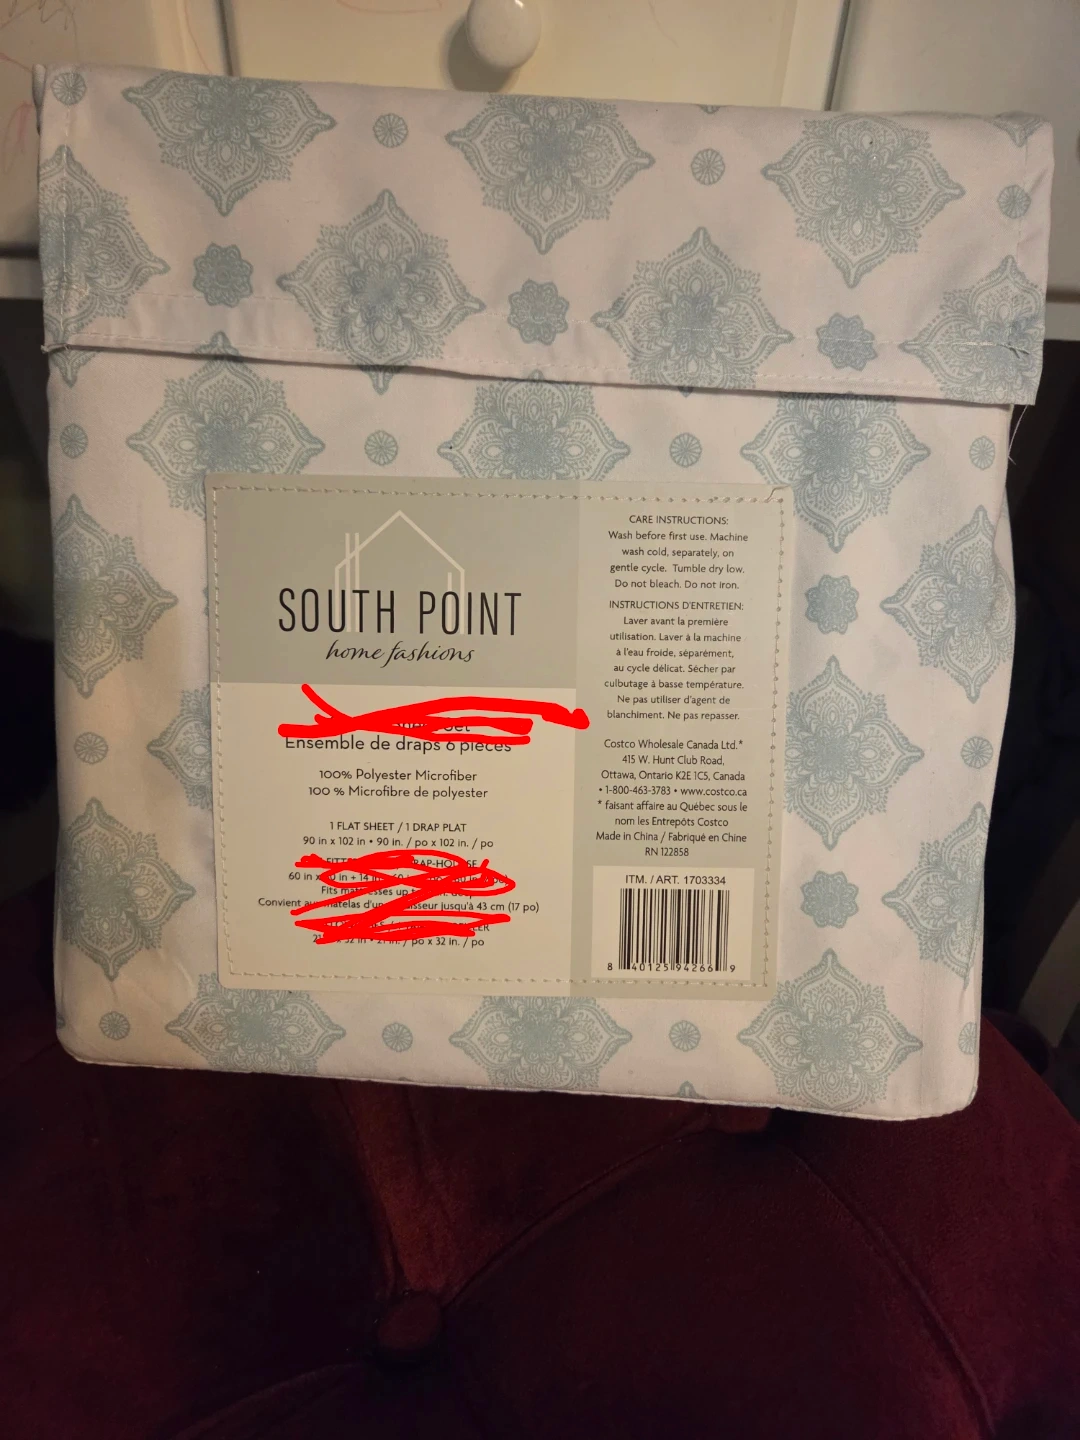 SOUTH POINT
home fashions
Set
Ensemble de draps 6 pièces
100% Polyester Microfiber
100 % Microfibre de polyester
1 FLAT SHEET / 1 DRAP PLAT
90 in x 102 in • 90 in. / po x 102 in. / po
60 in x
Fits mattresses up
Convient aux matelas d'un jusqu'à 43 cm (17 po)
x 32 in. / po
CARE INSTRUCTIONS:
Wash before first use. Machine
wash cold, separately, on
gentle cycle. Tumble dry low.
Do not bleach. Do not iron.
INSTRUCTIONS D'ENTRETIEN:
Laver avant la première
utilisation. Laver à la machine
à l'eau froide, séparément,
au cycle délicat. Sécher par
culbutage à basse température.
Ne pas utiliser d'agent de
blanchiment. Ne pas repasser.
Costco Wholesale Canada Ltd.*
415 W. Hunt Club Road,
Ottawa, Ontario K2E 1C5, Canada
• 1-800-463-3783 • www.costco.ca
* faisant affaire au Québec sous le
nom les Entrepôts Costco
Made in China / Fabriqué en Chine
RN 122858
ITM. / ART. 1703334
8 40125 94266 9